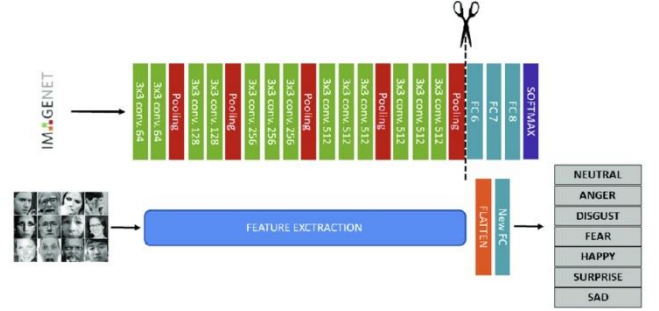 IMAGENET
3x3 conv. 64
3x3 conv. 64
Pooling
3x3 conv. 128
3x3 conv. 128
Pooling
3x3 conv. 256
3x3 conv. 256
3x3 conv. 256
Pooling
3x3 conv. 512
3x3 conv. 512
3x3 conv. 512
Pooling
3x3 conv. 512
3x3 conv. 512
3x3 conv. 512
Pooling
FC 6
FC 7
FC 8
SOFTMAX
FEATURE EXCTRACTION
FLATTEN
New FC
NEUTRAL
ANGER
DISGUST
FEAR
HAPPY
SURPRISE
SAD